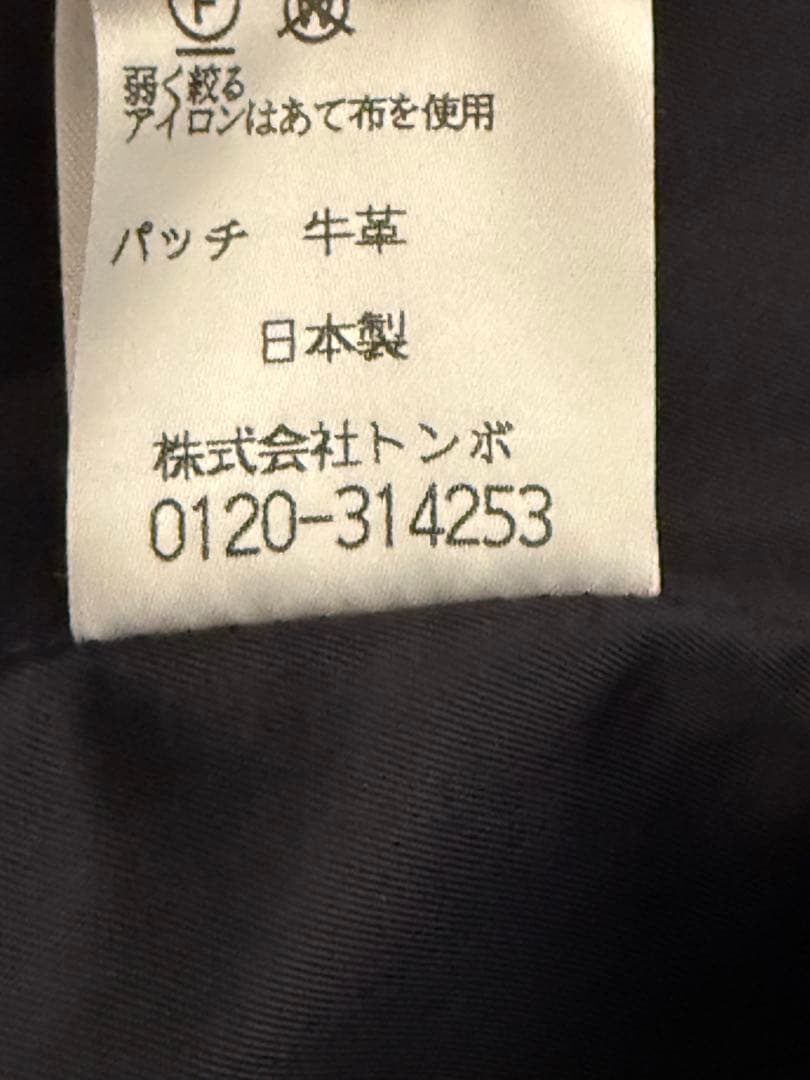 F W
弱く絞る
アイロンはあて布を使用
パッチ 牛革
日本製
株式会社トンボ
0120-314253